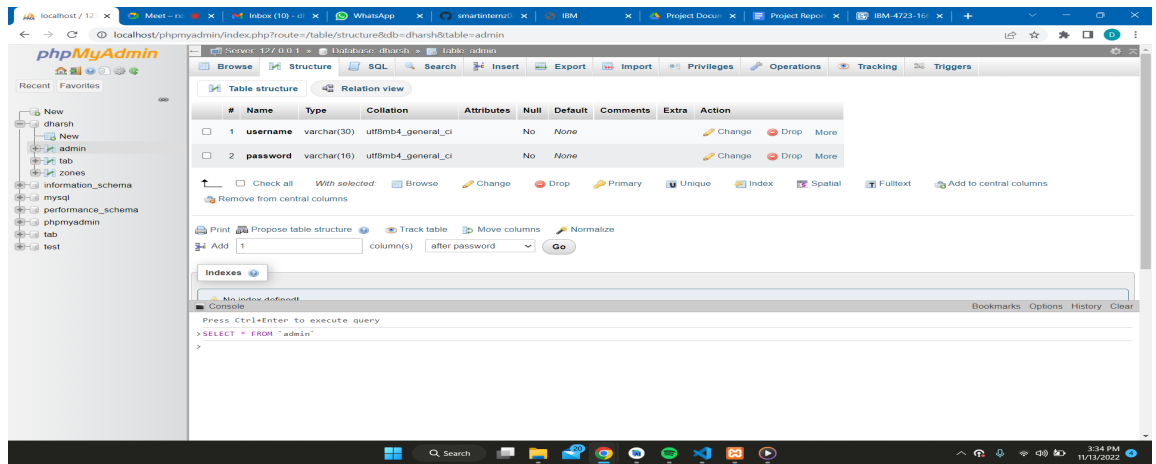 localhost / 12
Meet – n
Inbox (10) - d
WhatsApp
smartinternz0
IBM
Project Docun
Project Repor
IBM-4723-166
localhost/phpmyadmin/index.php?route=/table/structure&db=dharsh&table=admin
D
phpMyAdmin
Recent Favorites
New
dharsh
New
admin
tab
zones
information_schema
mysql
performance_schema
phpmyadmin
tab
test
Server: 127.0.0.1 » Database: dharsh » Table: admin
Browse Structure SQL Search Insert Export Import Privileges Operations Tracking Triggers
Table structure Relation view
# Name Type Collation Attributes Null Default Comments Extra Action
1 username varchar(30) utf8mb4_general_ci No None Change Drop More
2 password varchar(16) utf8mb4_general_ci No None Change Drop More
Check all With selected: Browse Change Drop Primary Unique Index Spatial Fulltext Add to central columns
Remove from central columns
Print Propose table structure Track table Move columns Normalize
Add 1 column(s) after password Go
Indexes
No index defined!
Console Bookmarks Options History Clear
Press Ctrl+Enter to execute query
>SELECT * FROM `admin`
>
Search
20
3:34 PM
11/13/2022
4